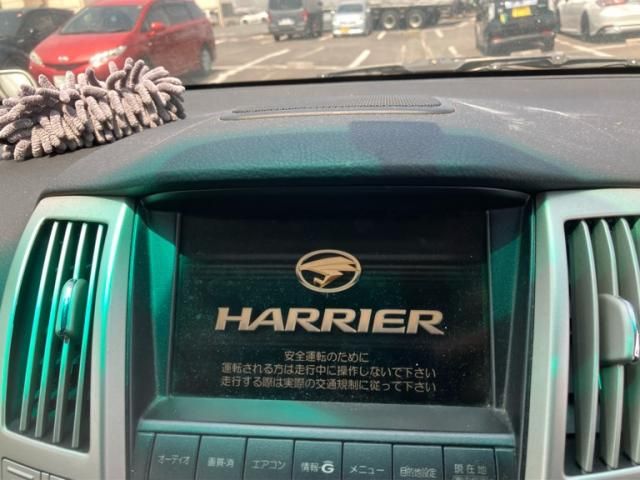 HARRIER
安全運転のために
運転される方は走行中に操作しないで下さい
走行する際は実際の交通規制に従って下さい
オーディオ 画質・消 エアコン 情報・G メニュー 目的地設定 現在地